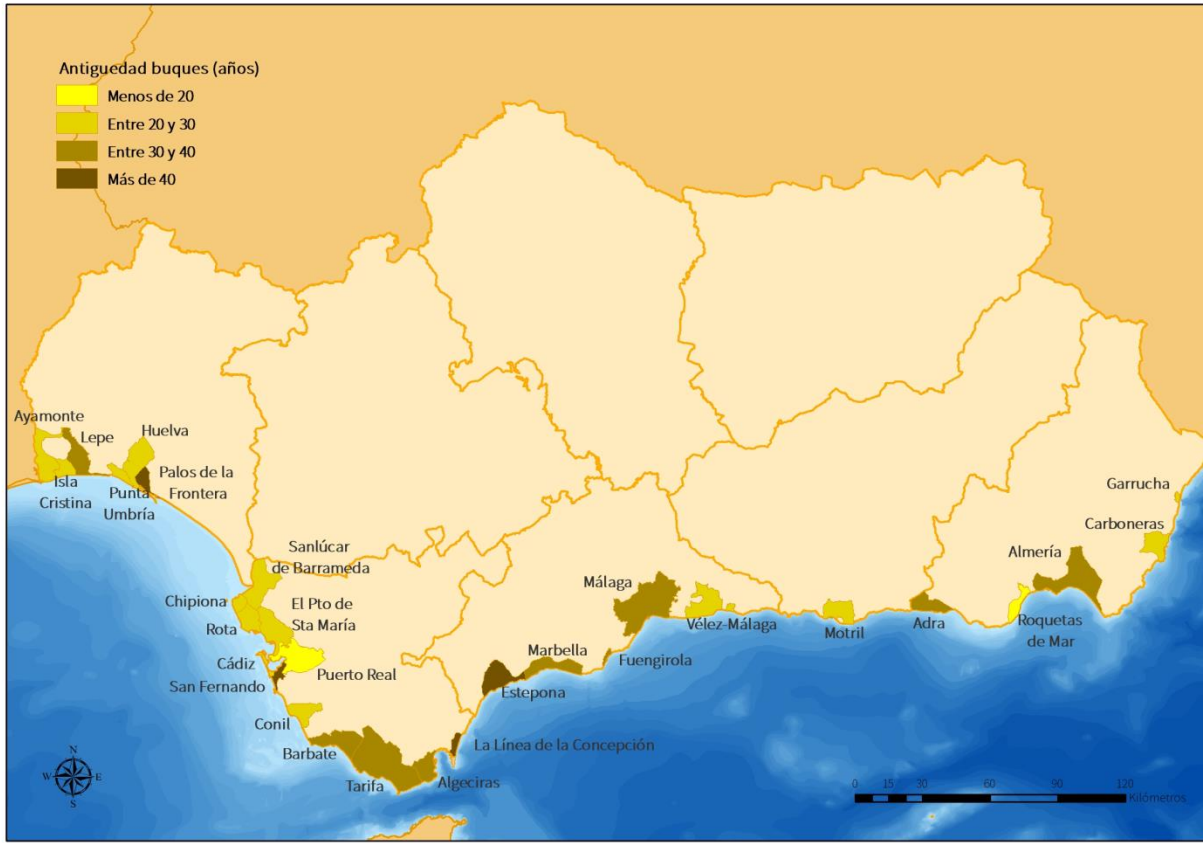 Antiguedad buques (años)
Menos de 20
Entre 20 y 30
Entre 30 y 40
Más de 40
Ayamonte
Lepe
Huelva
Isla
Cristina
Punta
Umbría
Palos de la
Frontera
Sanlúcar
de Barrameda
Chipiona
El Pto de
Sta María
Rota
Cádiz
Puerto Real
San Fernando
Conil
Barbate
Tarifa
Algeciras
La Línea de la Concepción
Estepona
Marbella
Fuengirola
Málaga
Vélez-Málaga
Motril
Adra
Almería
Roquetas
de Mar
Carboneras
Garrucha
N
W E
S
0 15 30 60 90 120
Kilómetros